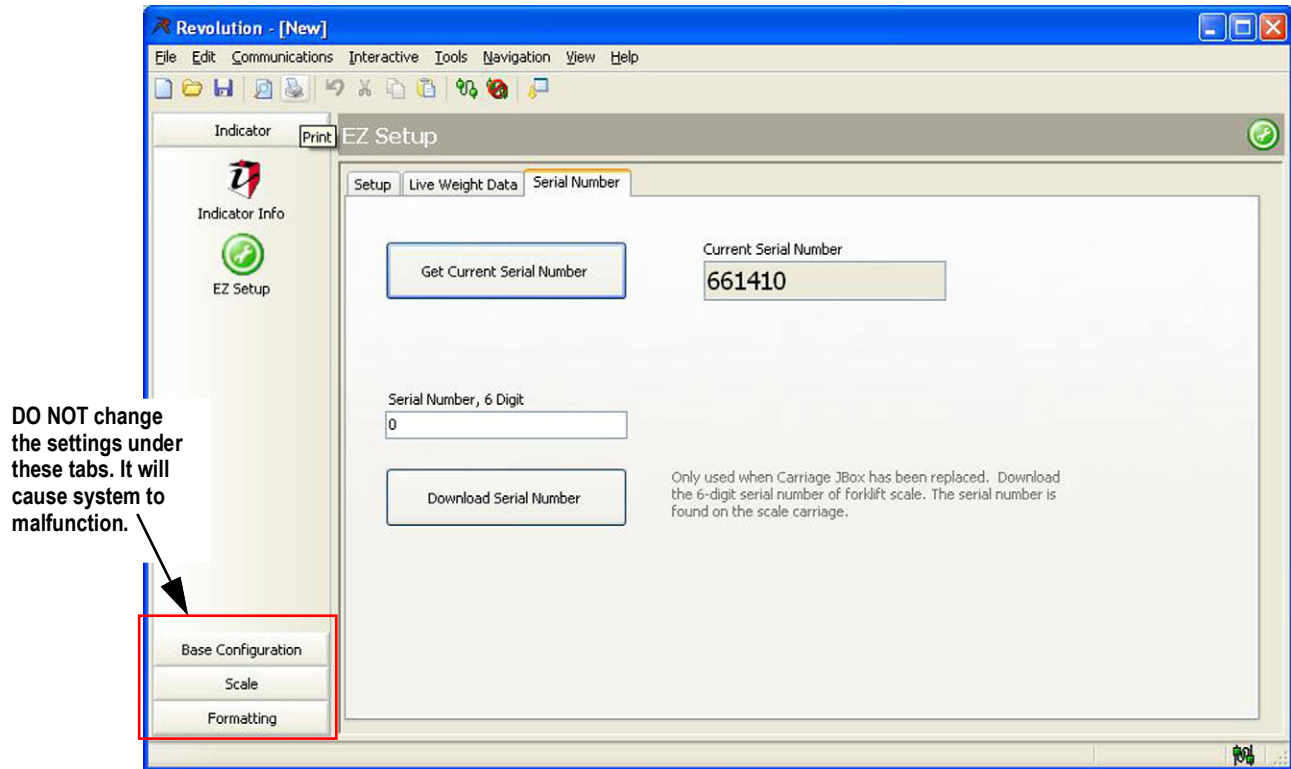 Revolution - [New]
File Edit Communications Interactive Tools Navigation View Help
Indicator
Print
EZ Setup
Indicator Info
EZ Setup
Setup Live Weight Data Serial Number
Get Current Serial Number
Current Serial Number
661410
Serial Number, 6 Digit
0
Download Serial Number
Only used when Carriage JBox has been replaced. Download
the 6-digit serial number of forklift scale. The serial number is
found on the scale carriage.
DO NOT change
the settings under
these tabs. It will
cause system to
malfunction.
Base Configuration
Scale
Formatting